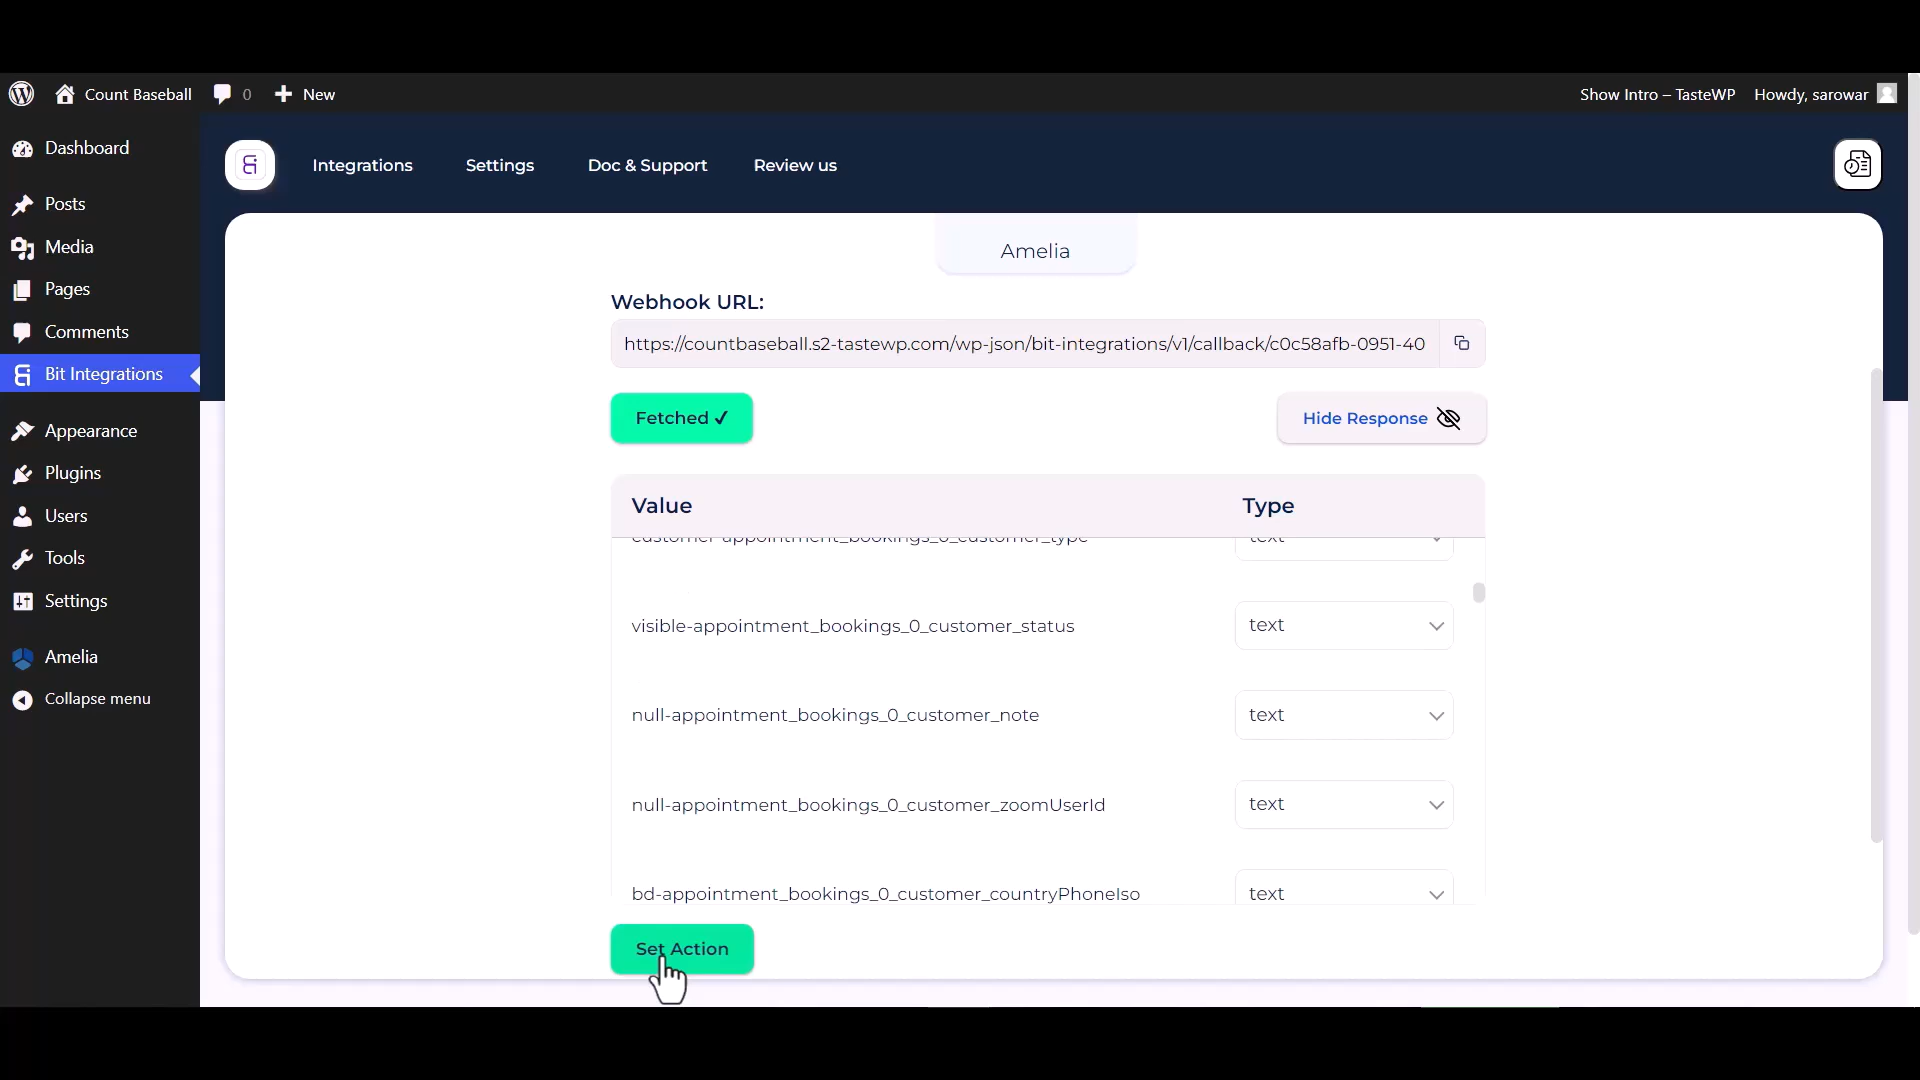 Count Baseball
0
New
Show Intro – TasteWP
Howdy, sarowar
Dashboard
Posts
Media
Pages
Comments
Bit Integrations
Appearance
Plugins
Users
Tools
Settings
Amelia
Collapse menu
Integrations
Settings
Doc & Support
Review us
Amelia
Webhook URL:
https://countbaseball.s2-tastewp.com/wp-json/bit-integrations/v1/callback/c0c58afb-0951-40
Fetched ✓
Hide Response
Value
Type
customer-appointment_bookings_0_customer_type
text
visible-appointment_bookings_0_customer_status
text
null-appointment_bookings_0_customer_note
text
null-appointment_bookings_0_customer_zoomUserId
text
bd-appointment_bookings_0_customer_countryPhoneIso
text
Set Action